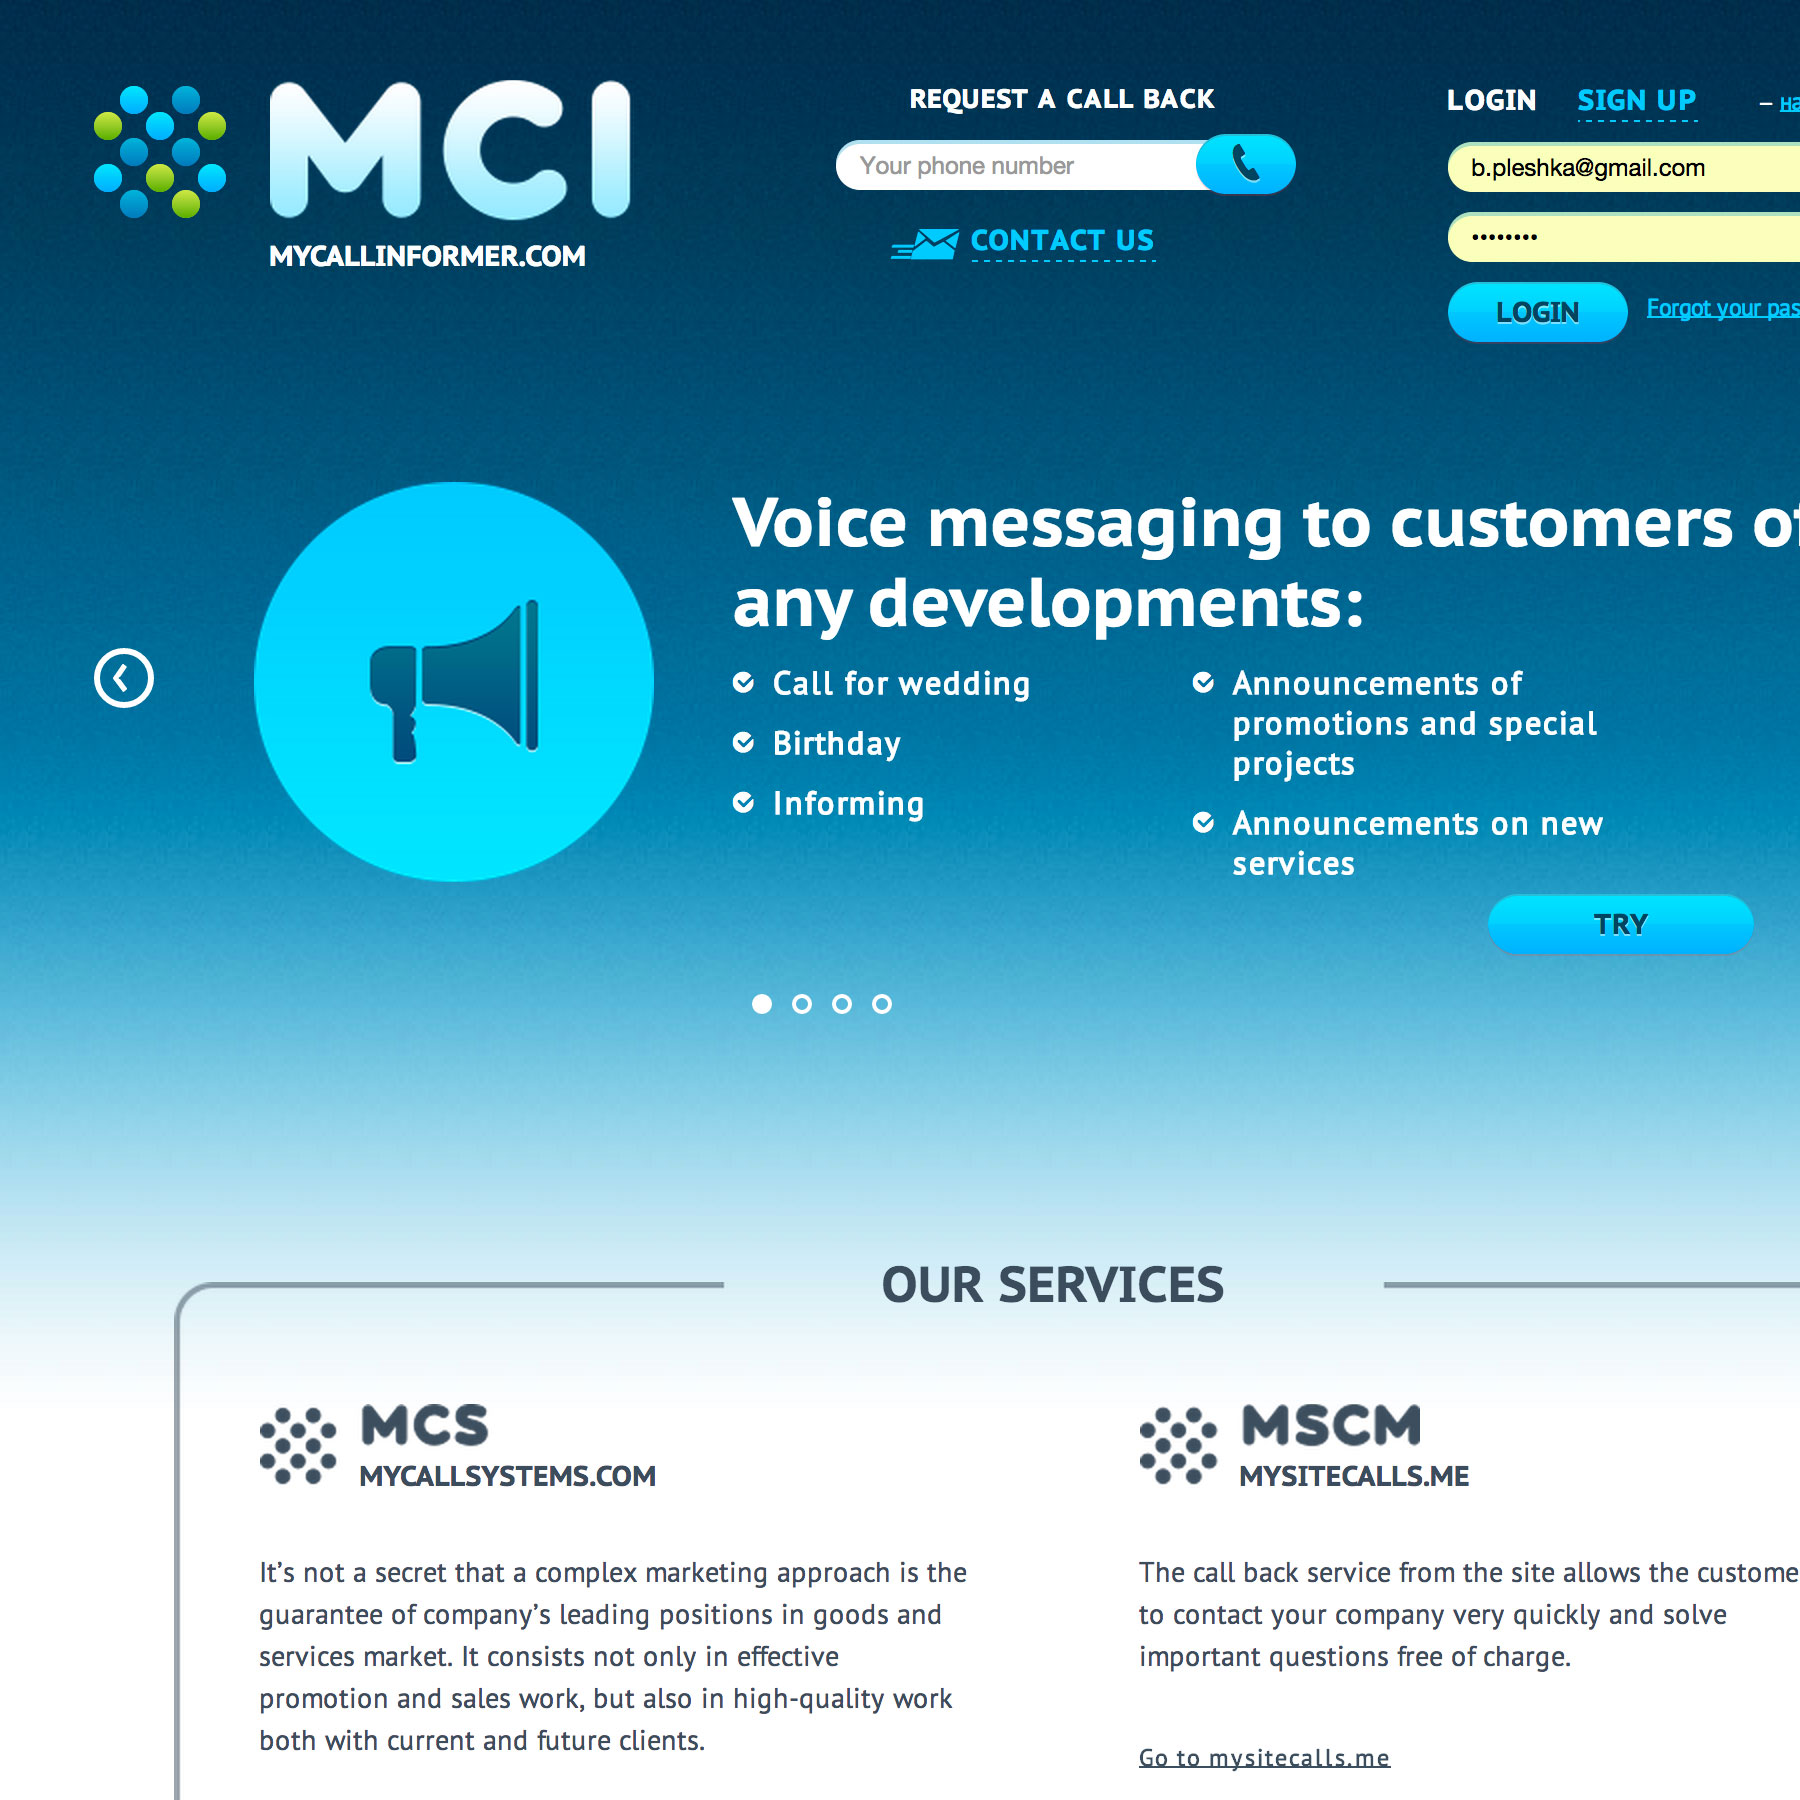 MCI
MYCALLINFORMER.COM
REQUEST A CALL BACK
Your phone number
CONTACT US
LOGIN SIGN UP –
b.pleshka@gmail.com
••••••••
LOGIN Forgot your
Voice messaging to customers of
any developments:
Call for wedding
Birthday
Informing
Announcements of
promotions and special
projects
Announcements on new
services
TRY
OUR SERVICES
MCS
MYCALLSYSTEMS.COM
It’s not a secret that a complex marketing approach is the
guarantee of company’s leading positions in goods and
services market. It consists not only in effective
promotion and sales work, but also in high-quality work
both with current and future clients.
MSCM
MYSITECALLS.ME
The call back service from the site allows the custome
to contact your company very quickly and solve
important questions free of charge.
Go to mysitecalls.me